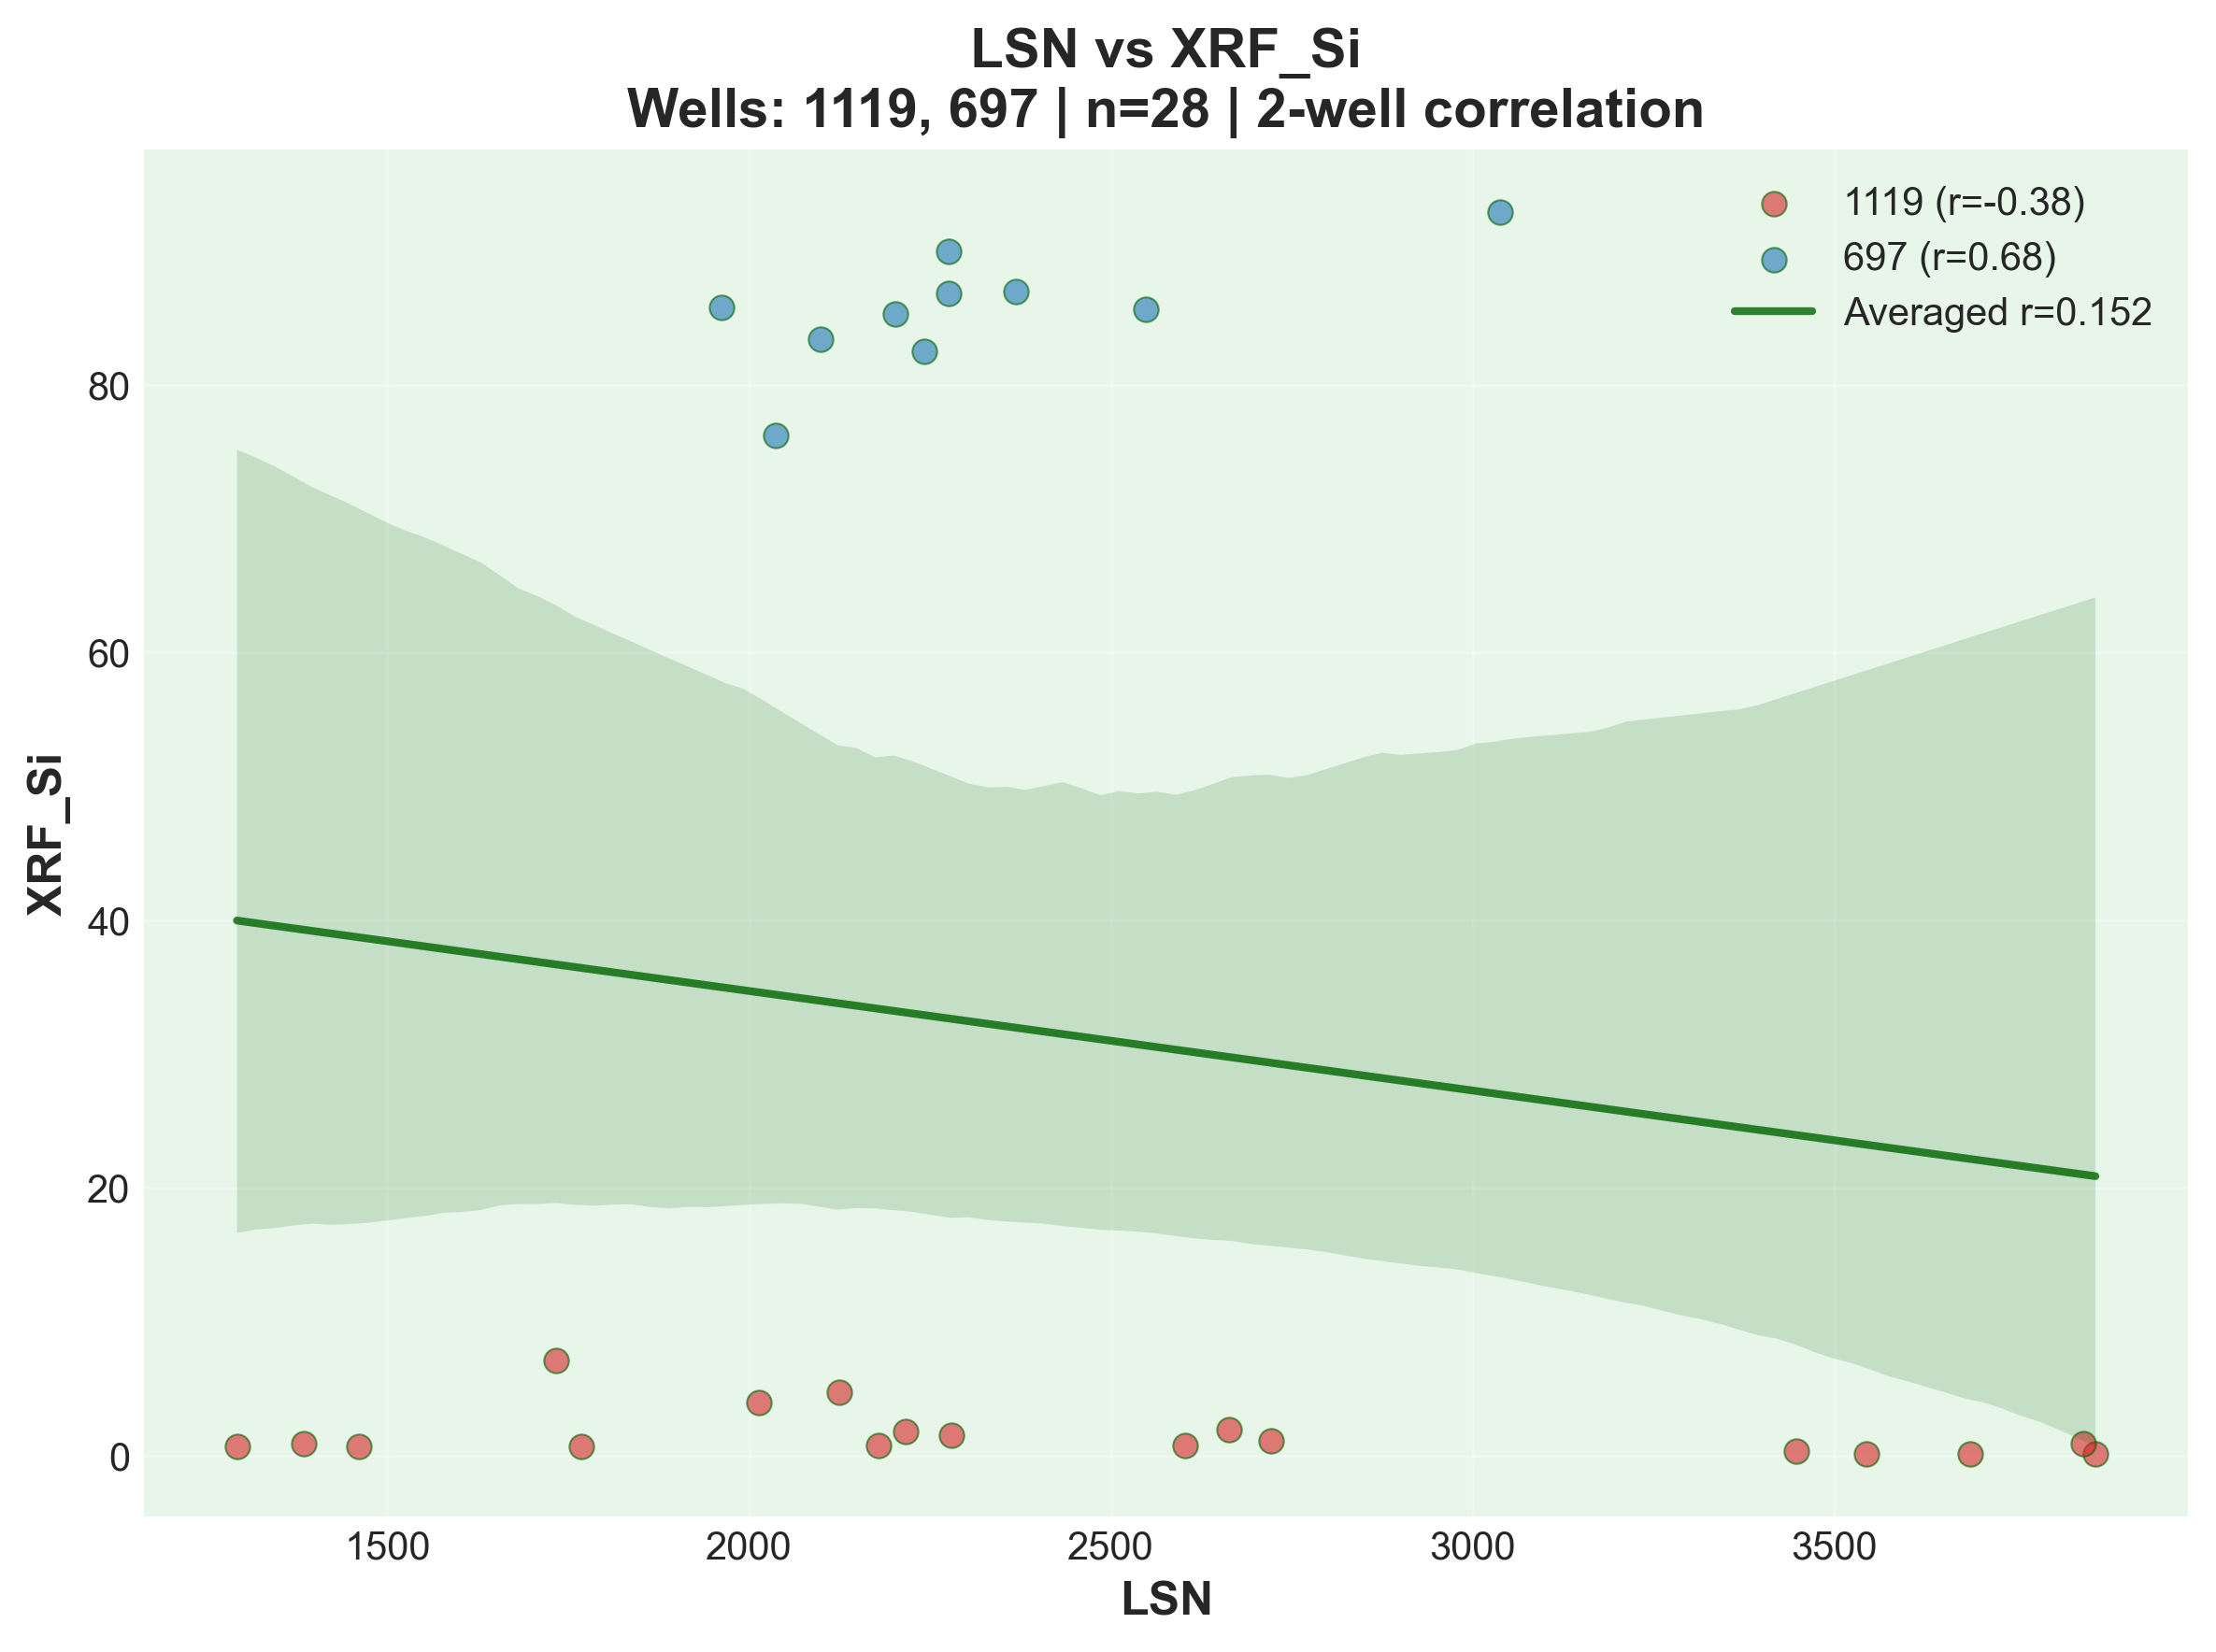 LSN vs XRF_Si
Wells: 1119, 697 | n=28 | 2-well correlation
1119 (r=-0.38)
697 (r=0.68)
Averaged r=0.152
XRF_Si
80
60
40
20
0
1500
2000
2500
3000
3500
LSN